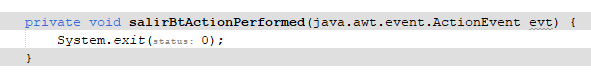 private void salirBtActionPerformed(java.awt.event.ActionEvent evt) {
System.exit(status: 0);
}